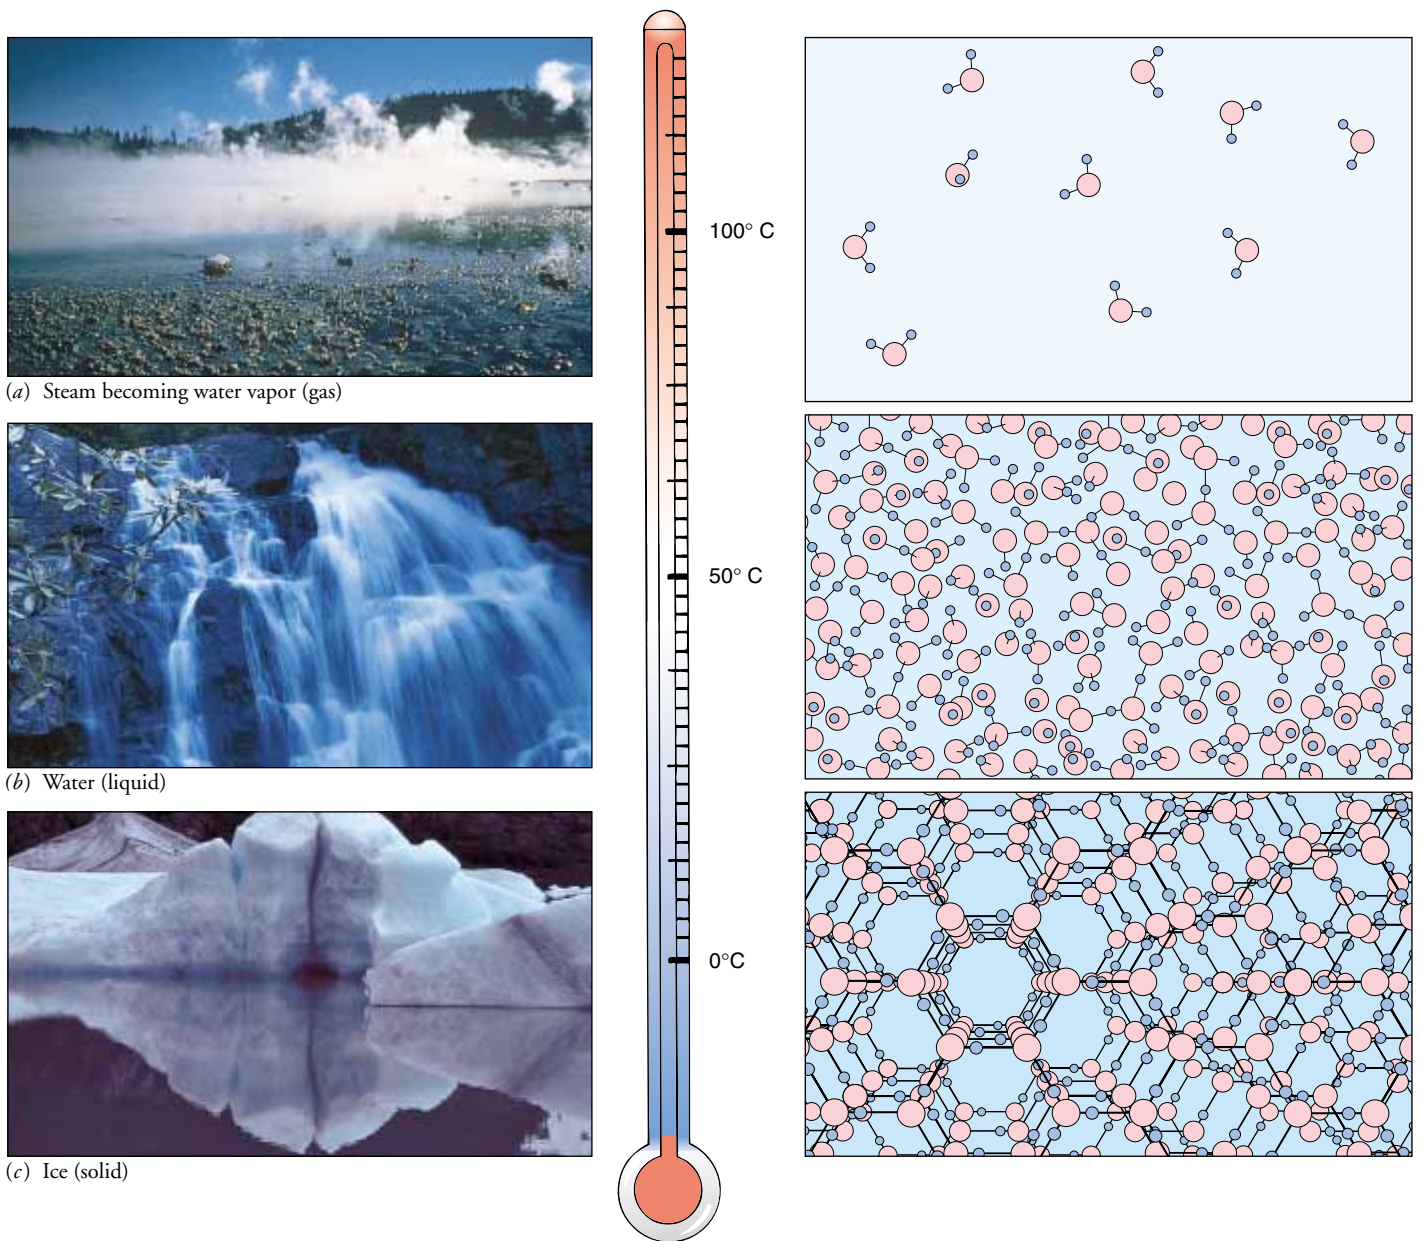 (a) Steam becoming water vapor (gas)
100° C
(b) Water (liquid)
50° C
(c) Ice (solid)
0°C